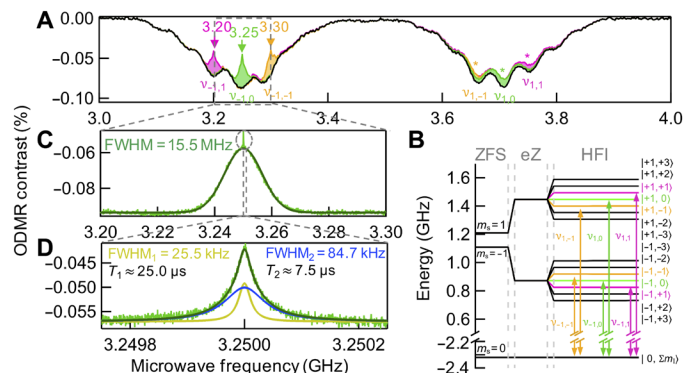 A
0.00
−0.05
−0.10
3.20
3.25
3.30
ν−1,1
ν−1,0
ν−1,−1
*
*
*
ν1,−1
ν1,0
ν1,1
3.0
3.2
3.4
3.6
3.8
4.0
ODMR contrast (%)
C
FWHM = 15.5 MHz
−0.06
−0.08
3.20
3.22
3.24
3.26
3.28
3.30
D
FWHM1 = 25.5 kHz
FWHM2 = 84.7 kHz
T1 ≈ 25.0 µs
T2 ≈ 7.5 µs
−0.045
−0.050
−0.055
3.24975
3.2500
3.25025
Microwave frequency (GHz)
B
ZFS
eZ
HFI
Energy (GHz)
1.6
1.4
1.2
1.0
0.8
0.6
−2.2
−2.4
ms = 1
ms = −1
ms = 0
|+1,+3⟩
|+1,+2⟩
|+1,+1⟩
|+1, 0⟩
|+1,−1⟩
|+1,−2⟩
|+1,−3⟩
|−1,−3⟩
|−1,−2⟩
|−1,−1⟩
|−1, 0⟩
|−1,+1⟩
|−1,+2⟩
|−1,+3⟩
| 0, ΣmI⟩
ν1,−1
ν1,0
ν1,1
ν−1,−1
ν−1,0
ν−1,1